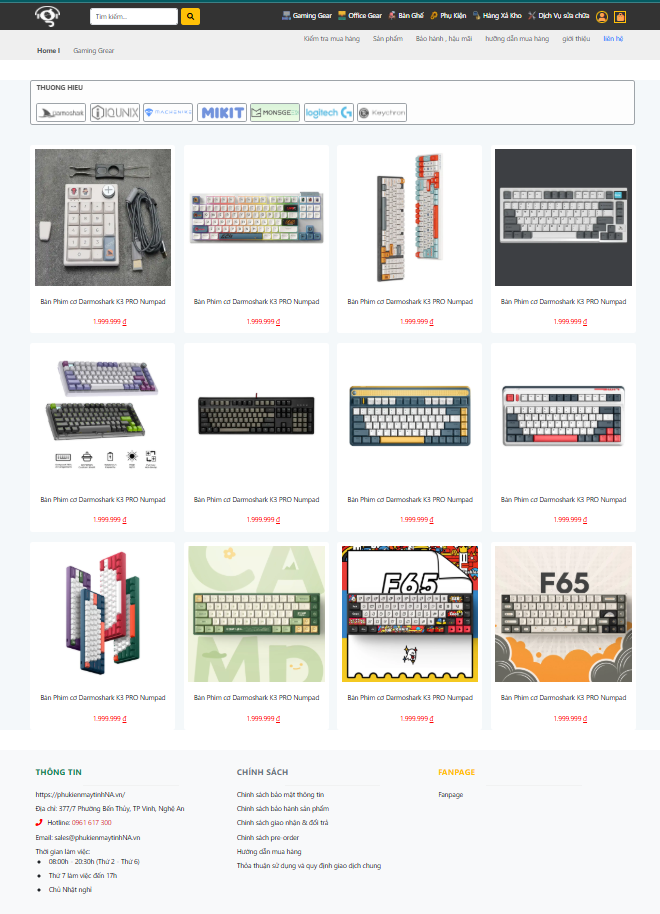 Tìm kiếm...
Gaming Gear
Office Gear
Bàn Ghế
Phụ Kiện
Hàng Xả Kho
Dịch Vụ sửa chữa
Kiểm tra mua hàng
Sản phẩm
Bảo hành , hậu mãi
hướng dẫn mua hàng
giới thiệu
liên hệ
Home I
Gaming Grear
THUONG HIEU
Darmoshark
IQUNIX
MACHENIKE
MIKIT
MONSGEEK
logitech G
Keychron
Bàn Phím cơ Darmoshark K3 PRO Numpad
Bàn Phím cơ Darmoshark K3 PRO Numpad
Bàn Phím cơ Darmoshark K3 PRO Numpad
Bàn Phím cơ Darmoshark K3 PRO Numpad
1.999.999 ₫
1.999.999 ₫
1.999.999 ₫
1.999.999 ₫
Bàn Phím cơ Darmoshark K3 PRO Numpad
Bàn Phím cơ Darmoshark K3 PRO Numpad
Bàn Phím cơ Darmoshark K3 PRO Numpad
Bàn Phím cơ Darmoshark K3 PRO Numpad
1.999.999 ₫
1.999.999 ₫
1.999.999 ₫
1.999.999 ₫
CA
MP
F65
F65
Bàn Phím cơ Darmoshark K3 PRO Numpad
Bàn Phím cơ Darmoshark K3 PRO Numpad
Bàn Phím cơ Darmoshark K3 PRO Numpad
Bàn Phím cơ Darmoshark K3 PRO Numpad
1.999.999 ₫
1.999.999 ₫
1.999.999 ₫
1.999.999 ₫
THÔNG TIN
https://phukienmaytinhNA.vn/
Địa chỉ: 377/7 Phường Bến Thủy, TP Vinh, Nghệ An
Hotline: 0961 617 300
Email: sales@phukienmaytinhNA.vn
Thời gian làm việc:
08:00h - 20:30h (Thứ 2 - Thứ 6)
Thứ 7 làm việc đến 17h
Chủ Nhật nghỉ
CHÍNH SÁCH
Chính sách bảo mật thông tin
Chính sách bảo hành sản phẩm
Chính sách giao nhận & đổi trả
Chính sách pre-order
Hướng dẫn mua hàng
Thỏa thuận sử dụng và quy định giao dịch chung
FANPAGE
Fanpage